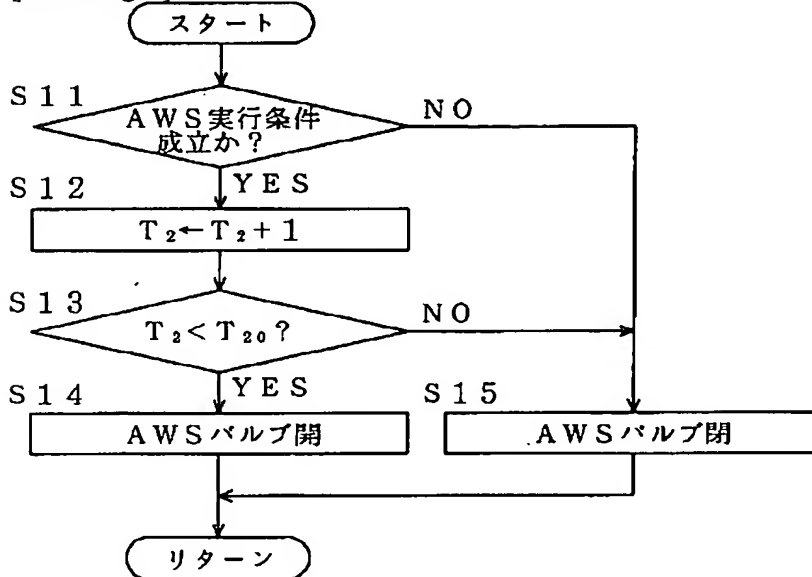 スタート
S11
AWS実行条件
成立か?
NO
YES
S12
T₂←T₂+1
S13
T₂<T₂₀?
NO
YES
S14
AWSバルブ開
S15
AWSバルブ閉
リターン